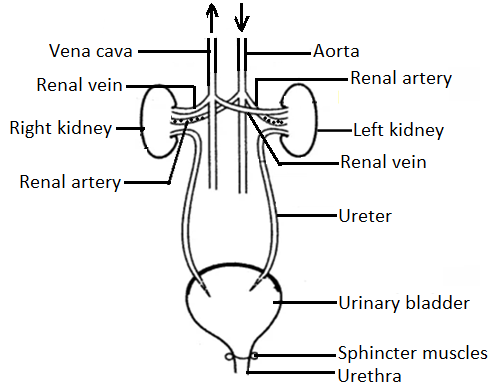 Vena cava
Aorta
Renal vein
Renal artery
Right kidney
Left kidney
Renal vein
Renal artery
Ureter
Urinary bladder
Sphincter muscles
Urethra